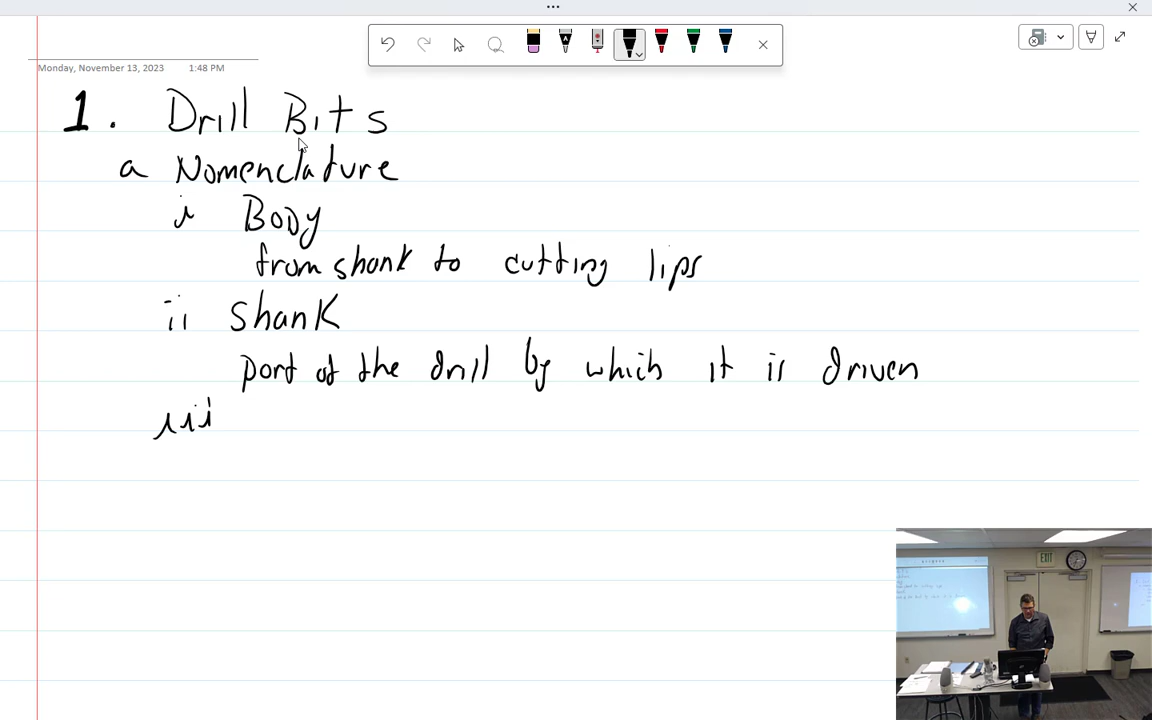 Monday, November 13, 2023 1:48 PM
1. Drill Bits
a Nomenclature
i Body
from shank to cutting lips
ii Shank
part of the drill by which it is driven
iii
EXIT